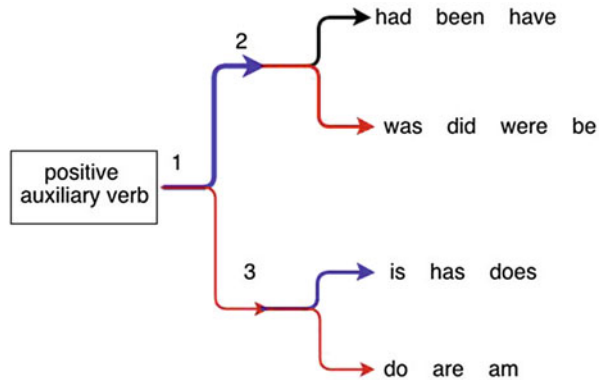 had been have
2
was did were be
1
positive
auxiliary verb
3
is has does
do are am